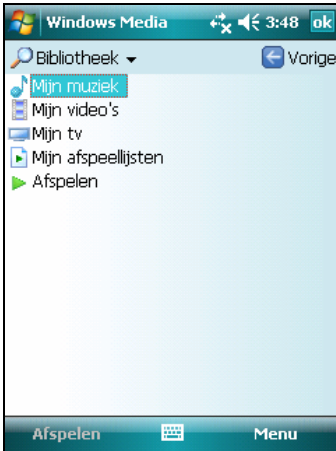 Windows Media 3:48 ok
Bibliotheek Vorige
Mijn muziek
Mijn video's
Mijn tv
Mijn afspeellijsten
Afspelen
Afspelen Menu